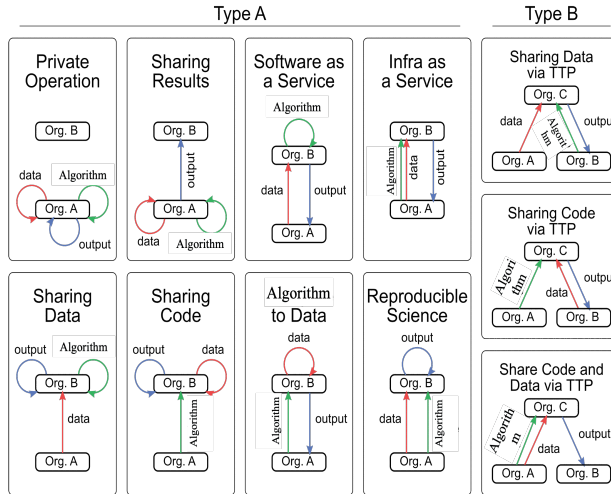 Type A
Type B
Private
Operation
Org. B
data
Algorithm
Org. A
output
Sharing
Results
Org. B
output
Org. A
data
Algorithm
Software as
a Service
Algorithm
Org. B
data
output
Org. A
Infra as
a Service
Org. B
Algorithm
data
output
Org. A
Sharing Data
via TTP
Org. C
data
Algorit
hm
output
Org. A
Org. B
Sharing
Data
output
Algorithm
Org. B
data
Org. A
Sharing
Code
output
data
Org. B
Algorithm
Org. A
Algorithm
to Data
data
Org. B
Algorithm
output
Org. A
Reproducible
Science
output
Org. B
data
Algorithm
Org. A
Sharing Code
via TTP
Org. C
Algori
thm
data
output
Org. A
Org. B
Share Code and
Data via TTP
Org. C
Algorith
m
data
output
Org. A
Org. B